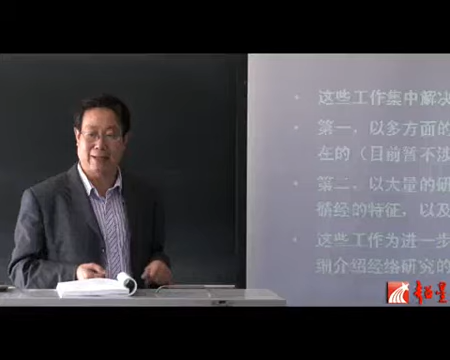 • 这些工作集中解决
• 第一，以多方面的
在的（目前暂不涉
• 第二，以大量的研
循经的特征，以及
• 这些工作为进一步
细介绍经络研究的